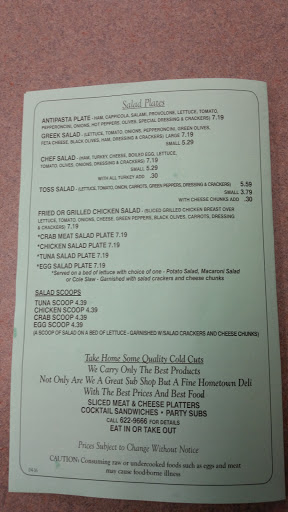 Salad Plates
ANTIPASTA PLATE - HAM, CAPPICOLA, SALAMI, PROVOLONE, LETTUCE, TOMATO,
PEPPERONCINI, ONIONS, HOT PEPPERS, OLIVES, SPECIAL DRESSING & CRACKERS) 7.19
GREEK SALAD - (LETTUCE, TOMATO, ONIONS, PEPPERONCINI, GREEN OLIVES,
FETA CHEESE, BLACK OLIVES, HAM, DRESSING & CRACKERS) LARGE 7.19
SMALL 5.29
CHEF SALAD - (HAM, TURKEY, CHEESE, BOILED EGG, LETTUCE,
TOMATO, OLIVES, ONIONS, DRESSING & CRACKERS) 7.19
SMALL 5.29
WITH ALL TURKEY ADD .30
TOSS SALAD - (LETTUCE, TOMATO, ONION, CARROTS, GREEN PEPPERS, DRESSING & CRACKERS) 5.59
SMALL 3.79
WITH CHEESE CHUNKS ADD .30
FRIED OR GRILLED CHICKEN SALAD - (SLICED GRILLED CHICKEN BREAST OVER
LETTUCE, TOMATO, ONIONS, CHEESE, GREEN PEPPERS, BLACK OLIVES, CARROTS, DRESSING
& CRACKERS) 7.19
*CRAB MEAT SALAD PLATE 7.19
*CHICKEN SALAD PLATE 7.19
*TUNA SALAD PLATE 7.19
*EGG SALAD PLATE 7.19
*Served on a bed of lettuce with choice of one - Potato Salad, Macaroni Salad
or Cole Slaw - Garnished with salad crackers and cheese chunks
SALAD SCOOPS
TUNA SCOOP 4.39
CHICKEN SCOOP 4.39
CRAB SCOOP 4.39
EGG SCOOP 4.39
(A SCOOP OF SALAD ON A BED OF LETTUCE - GARNISHED W/SALAD CRACKERS AND CHEESE CHUNKS)
Take Home Some Quality Cold Cuts
We Carry Only The Best Products
Not Only Are We A Great Sub Shop But A Fine Hometown Deli
With The Best Prices And Best Food
SLICED MEAT & CHEESE PLATTERS
COCKTAIL SANDWICHES • PARTY SUBS
CALL 622-9666 FOR DETAILS
EAT IN OR TAKE OUT
Prices Subject to Change Without Notice
CAUTION: Consuming raw or undercooked foods such as eggs and meat
may cause food-borne illness